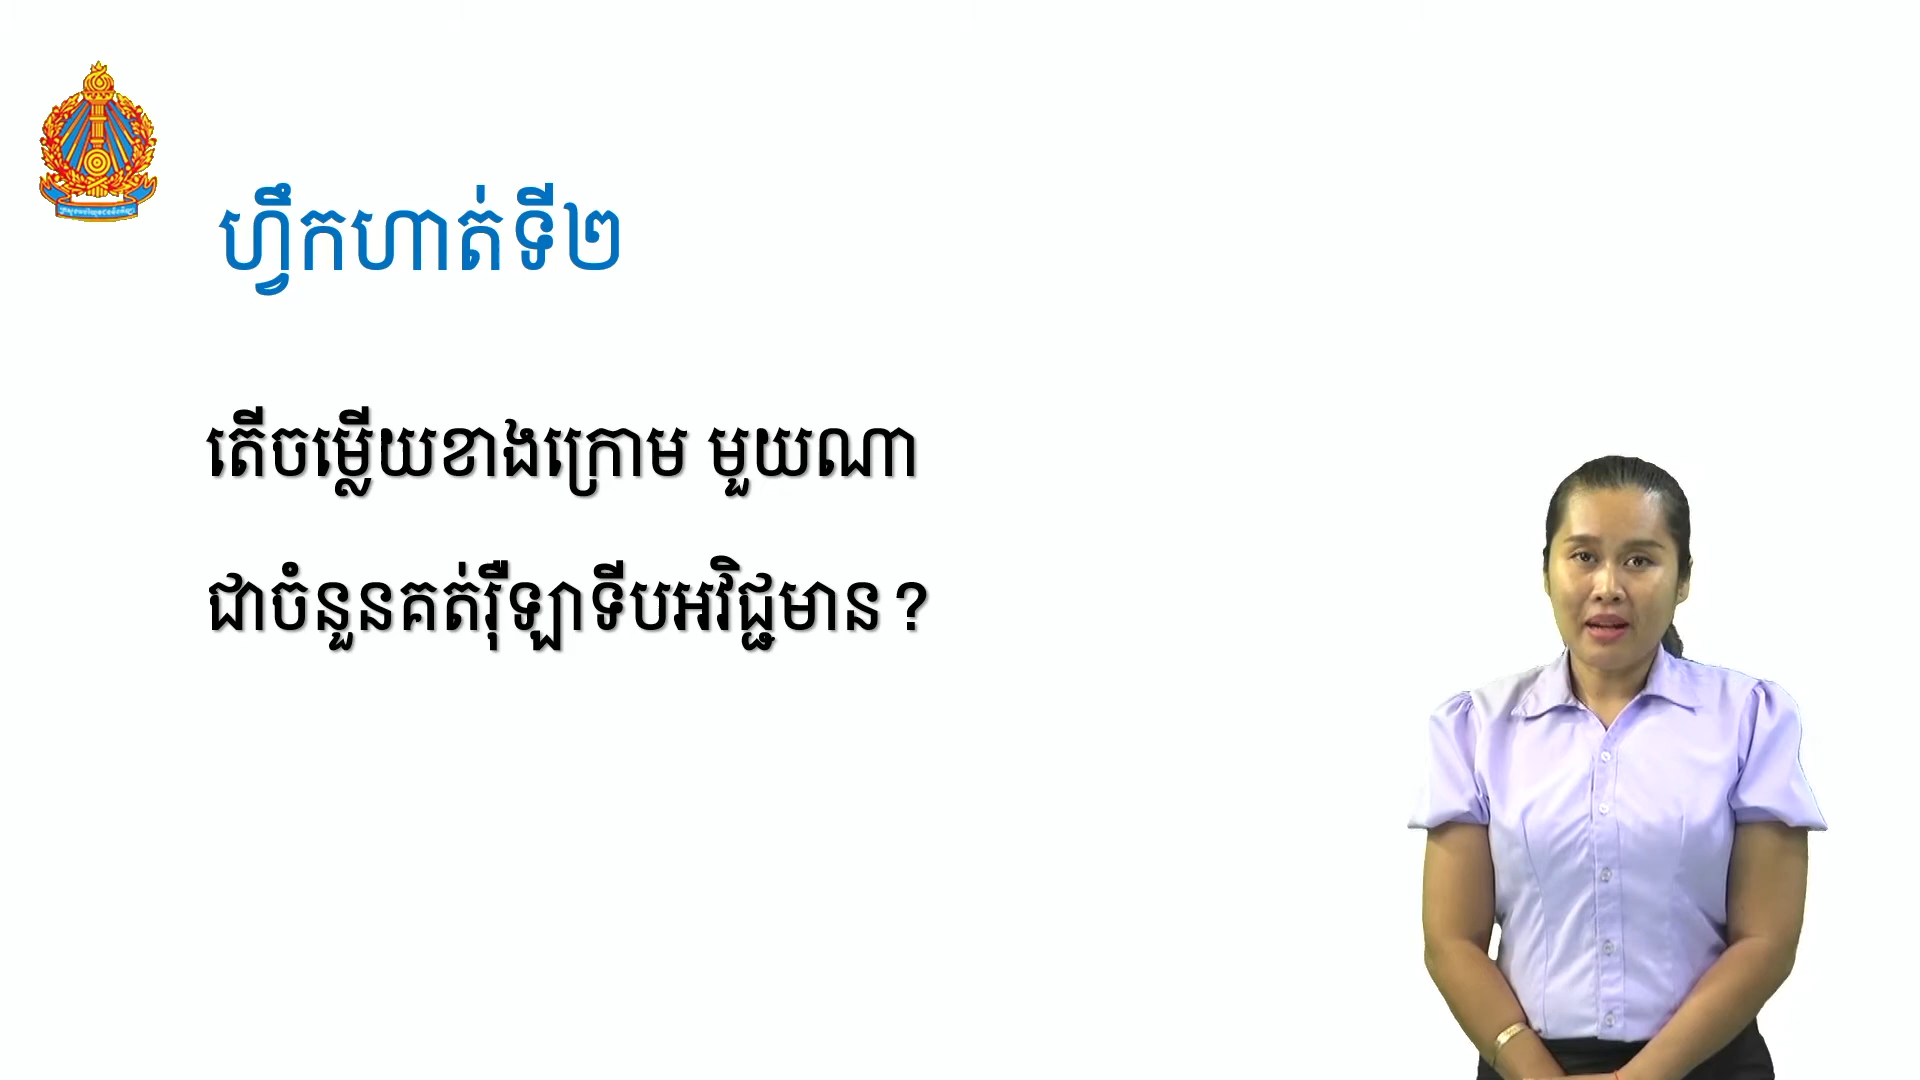 ហ្វឹកហាត់ទី២
តើចម្លើយខាងក្រោម មួយណា
ជាចំនួនគត់រ៉ឺឡាទីបអវិជ្ជមាន ?